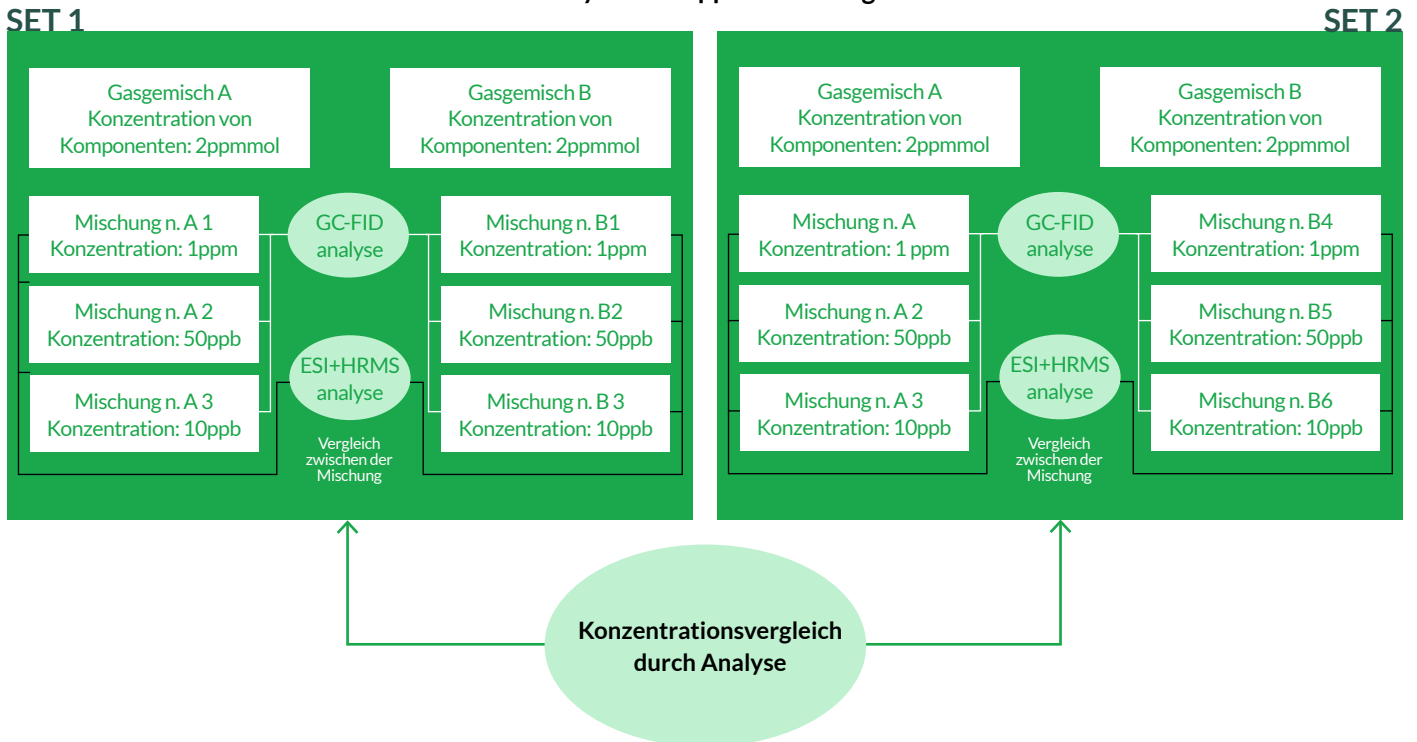 SET 1
SET 2
Gasgemisch A
Konzentration von
Komponenten: 2ppmmol
Gasgemisch B
Konzentration von
Komponenten: 2ppmmol
Mischung n. A 1
Konzentration: 1ppm
GC-FID
analyse
Mischung n. B1
Konzentration: 1ppm
Mischung n. A 2
Konzentration: 50ppb
Mischung n. B2
Konzentration: 50ppb
ESI+HRMS
analyse
Mischung n. A 3
Konzentration: 10ppb
Mischung n. B 3
Konzentration: 10ppb
Vergleich
zwischen der
Mischung
Gasgemisch A
Konzentration von
Komponenten: 2ppmmol
Gasgemisch B
Konzentration von
Komponenten: 2ppmmol
Mischung n. A
Konzentration: 1 ppm
GC-FID
analyse
Mischung n. B4
Konzentration: 1ppm
Mischung n. A 2
Konzentration: 50ppb
Mischung n. B5
Konzentration: 50ppb
ESI+HRMS
analyse
Mischung n. A 3
Konzentration: 10ppb
Mischung n. B6
Konzentration: 10ppb
Vergleich
zwischen der
Mischung
Konzentrationsvergleich
durch Analyse